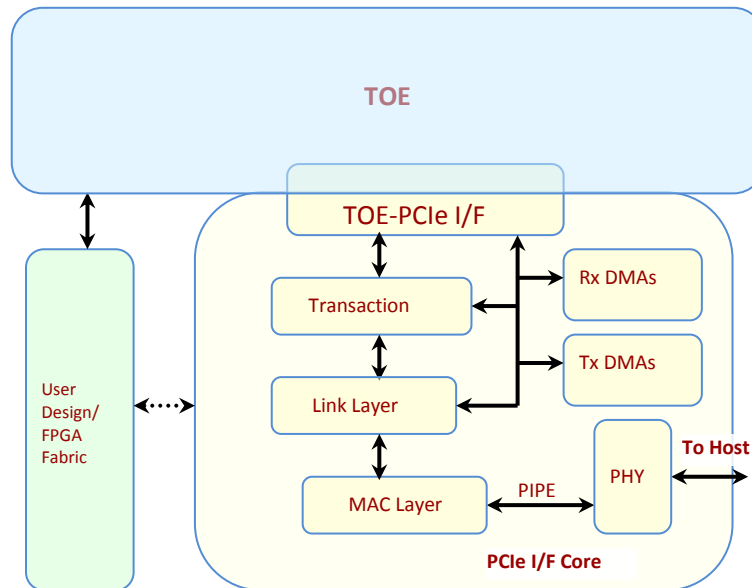 TOE
TOE-PCIe I/F
Transaction
Rx DMAs
Tx DMAs
Link Layer
User
Design/
FPGA
Fabric
To Host
PHY
PIPE
MAC Layer
PCIe I/F Core